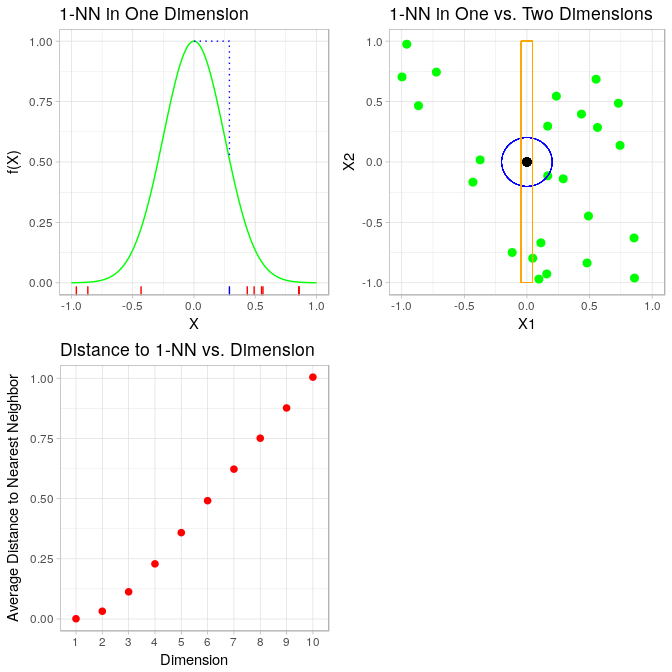 1-NN in One Dimension
1.00
0.75
0.50
0.25
0.00
f(X)
-1.0 -0.5 0.0 0.5 1.0
X
1-NN in One vs. Two Dimensions
1.0
0.5
0.0
-0.5
-1.0
X2
-1.0 -0.5 0.0 0.5 1.0
X1
Distance to 1-NN vs. Dimension
1.00
0.75
0.50
0.25
0.00
Average Distance to Nearest Neighbor
1 2 3 4 5 6 7 8 9 10
Dimension